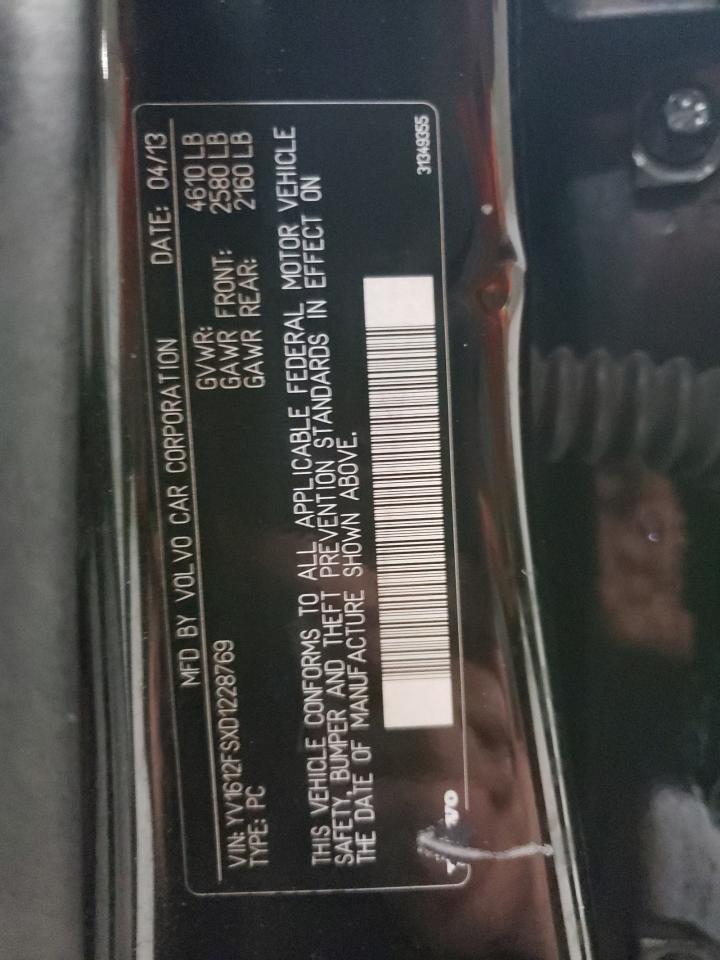 MFD BY VOLVO CAR CORPORATION DATE: 04/13
VIN: YV1612FSXD1228769 GVWR: 4610 LB
TYPE: PC GAWR FRONT: 2580 LB
GAWR REAR: 2160 LB
THIS VEHICLE CONFORMS TO ALL APPLICABLE FEDERAL MOTOR VEHICLE
SAFETY, BUMPER AND THEFT PREVENTION STANDARDS IN EFFECT ON
THE DATE OF MANUFACTURE SHOWN ABOVE.
31349355